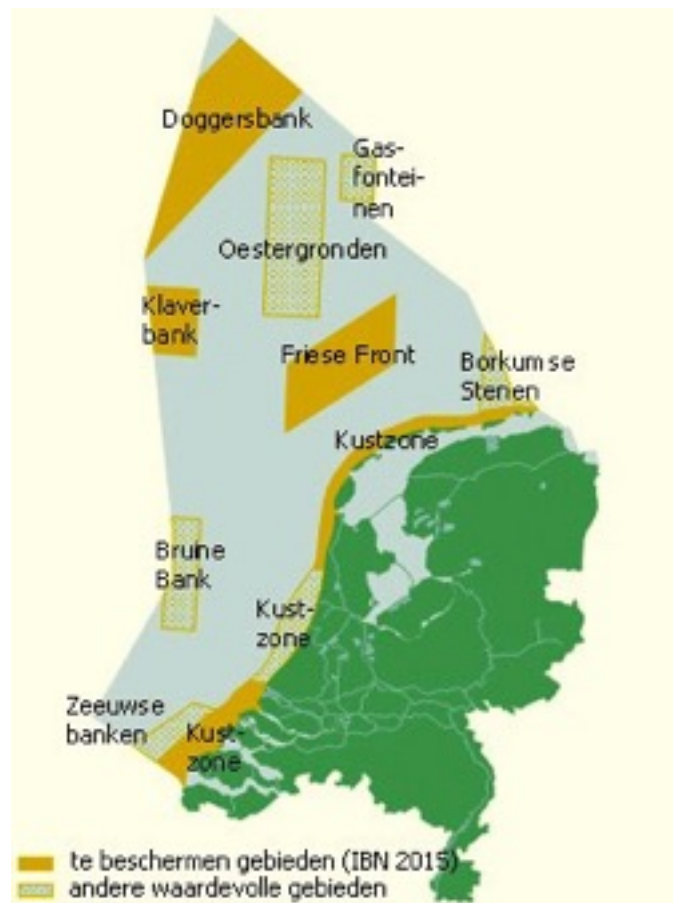 Doggersbank
Gas-
fontei-
nen
Oestergronden
Klaver-
bank
Friese Front
Borkumse
Stenen
Kustzone
Bruine
Bank
Kust-
zone
Zeeuwse
banken
Kust-
zone
te beschermen gebieden (IBN 2015)
andere waardevolle gebieden